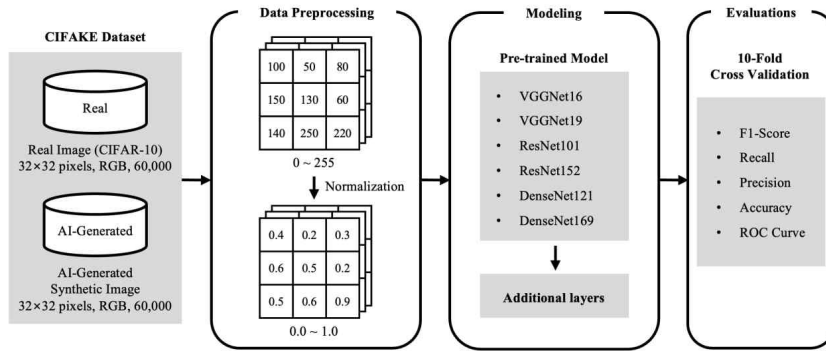 CIFAKE Dataset
Real
Real Image (CIFAR-10)
32×32 pixels, RGB, 60,000
AI-Generated
AI-Generated
Synthetic Image
32×32 pixels, RGB, 60,000
Data Preprocessing
100 50 80
150 130 60
140 250 220
0 ~ 255
Normalization
0.4 0.2 0.3
0.6 0.5 0.2
0.5 0.6 0.9
0.0 ~ 1.0
Modeling
Pre-trained Model
• VGGNet16
• VGGNet19
• ResNet101
• ResNet152
• DenseNet121
• DenseNet169
Additional layers
Evaluations
10-Fold
Cross Validation
• F1-Score
• Recall
• Precision
• Accuracy
• ROC Curve